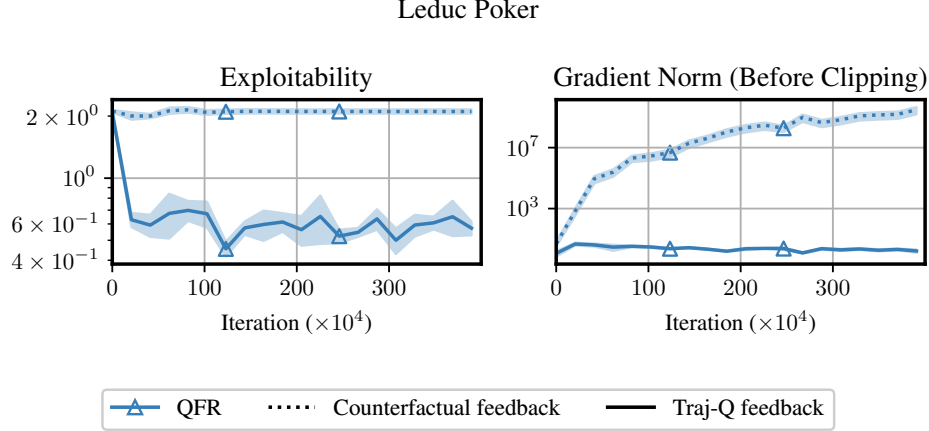 Leduc Poker
Exploitability
2 × 10⁰
10⁰
6 × 10⁻¹
4 × 10⁻¹
0 100 200 300
Iteration (×10⁴)
Gradient Norm (Before Clipping)
10⁷
10³
0 100 200 300
Iteration (×10⁴)
QFR Counterfactual feedback Traj-Q feedback